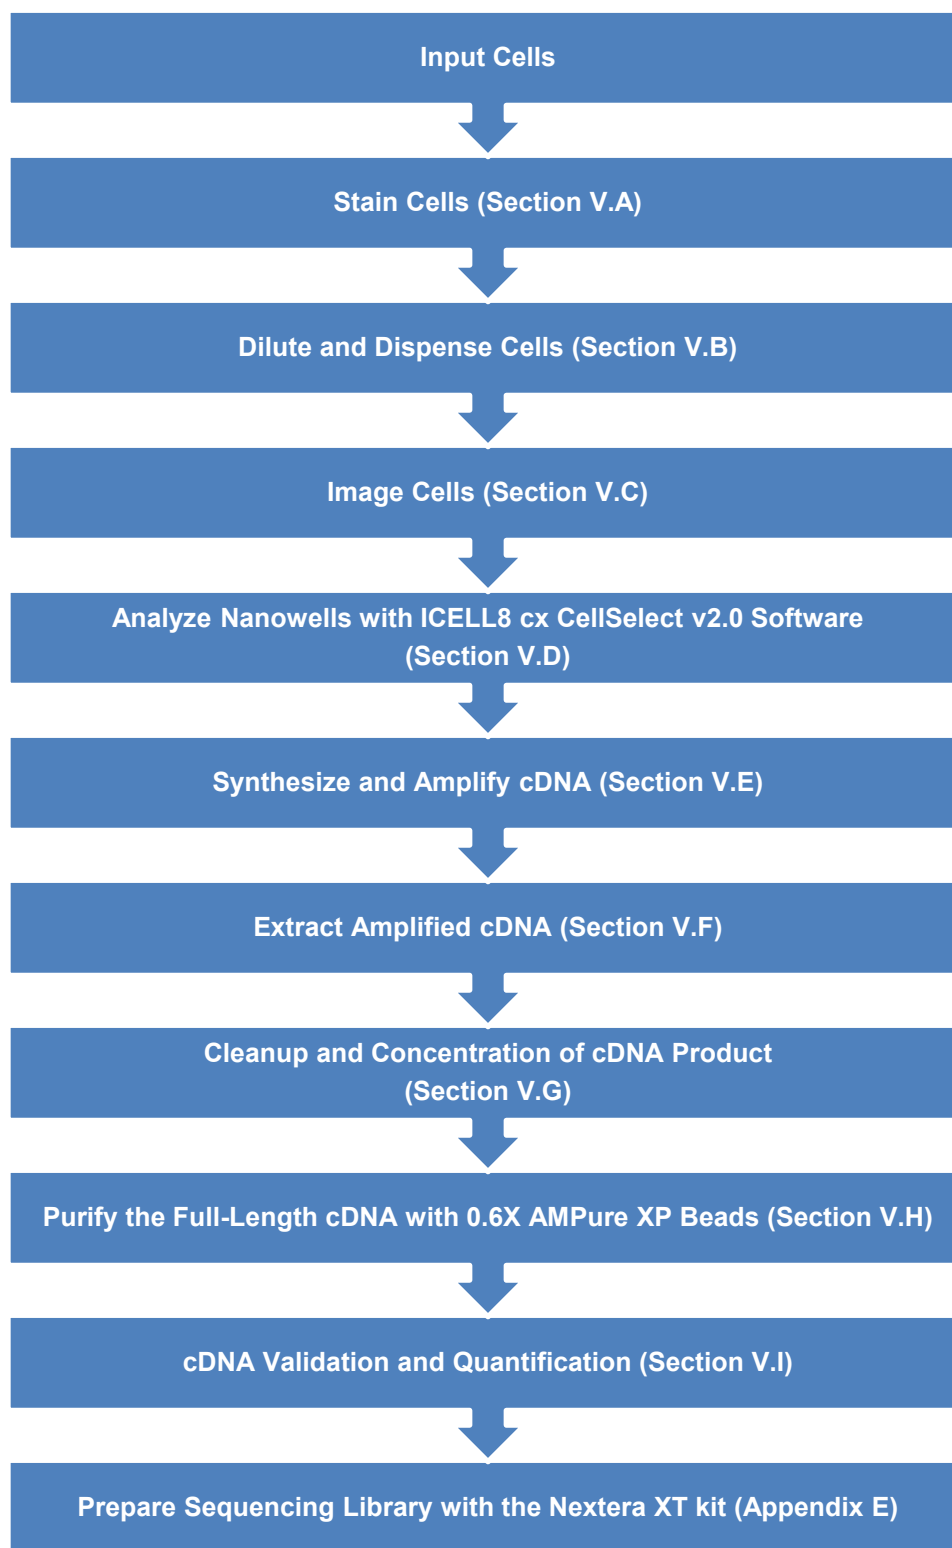 Input Cells
Stain Cells (Section V.A)
Dilute and Dispense Cells (Section V.B)
Image Cells (Section V.C)
Analyze Nanowells with ICELL8 cx CellSelect v2.0 Software
(Section V.D)
Synthesize and Amplify cDNA (Section V.E)
Extract Amplified cDNA (Section V.F)
Cleanup and Concentration of cDNA Product
(Section V.G)
Purify the Full-Length cDNA with 0.6X AMPure XP Beads (Section V.H)
cDNA Validation and Quantification (Section V.I)
Prepare Sequencing Library with the Nextera XT kit (Appendix E)